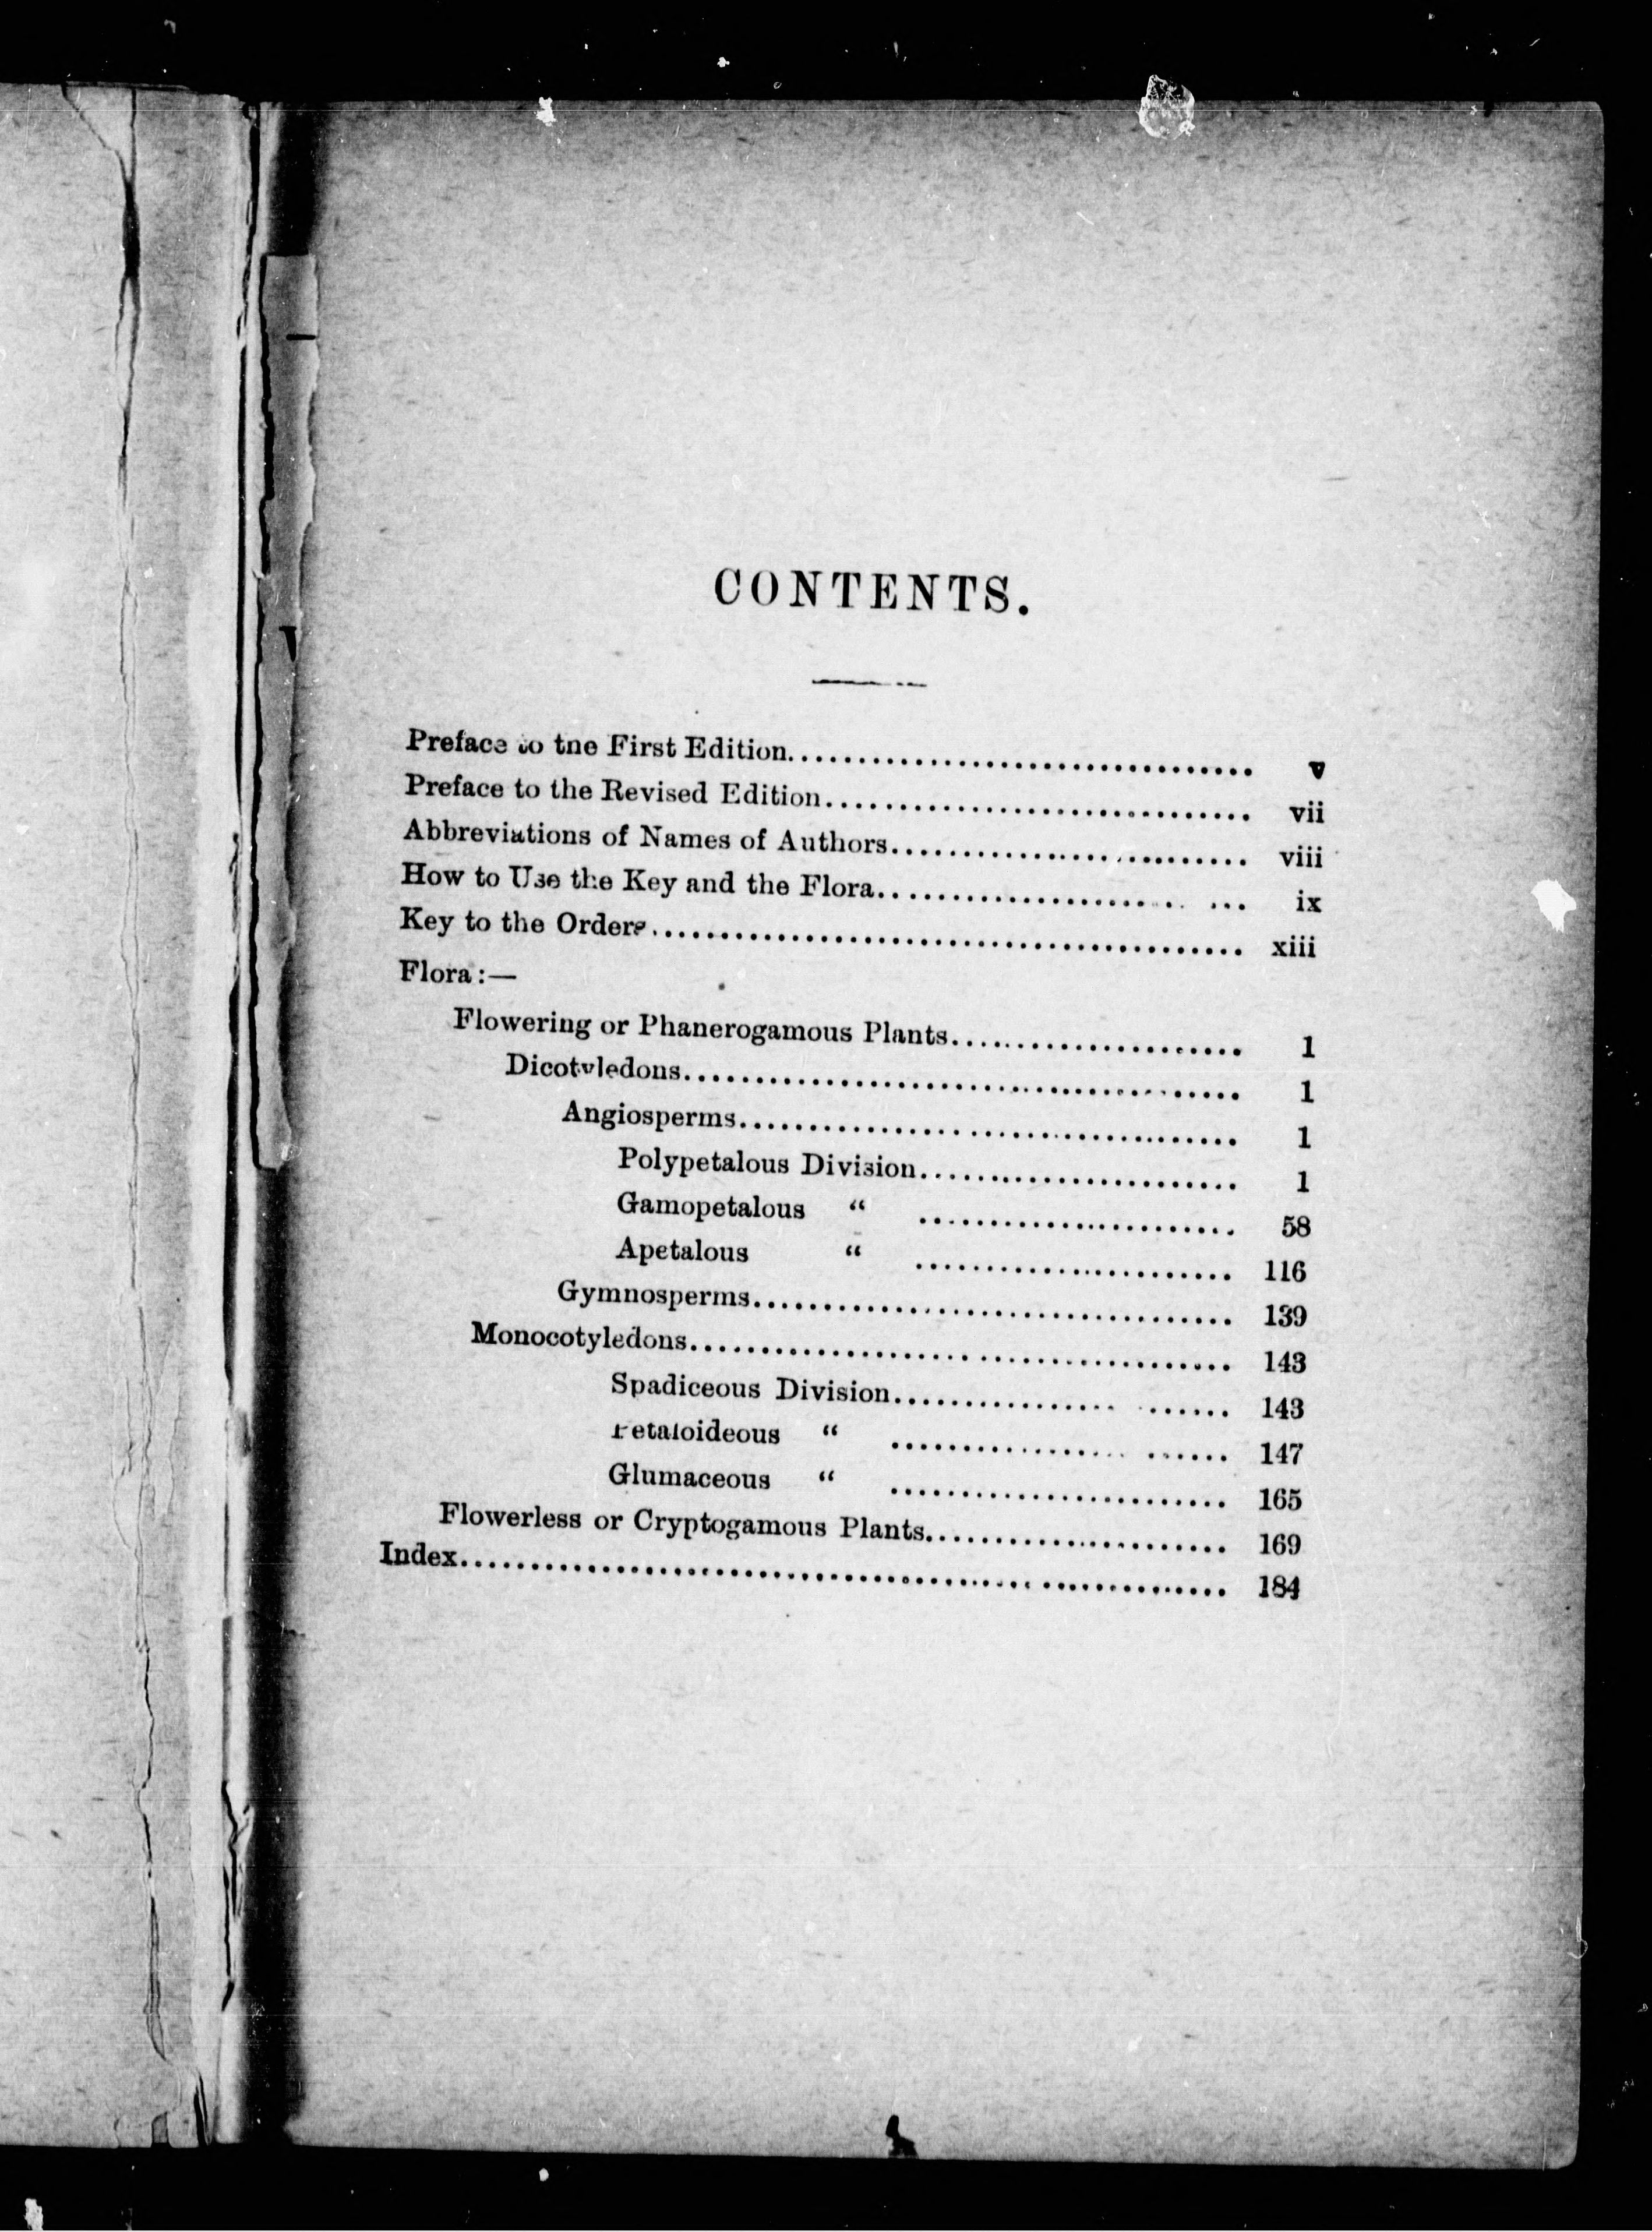 CONTENTS.
Preface to the First Edition.................................. v
Preface to the Revised Edition.............................. vii
Abbreviations of Names of Authors......................... viii
How to Use the Key and the Flora.......................... ix
Key to the Orders.......................................... xiii
Flora:—
Flowering or Phanerogamous Plants..................... 1
Dicotyledons........................................ 1
Angiosperms.................................... 1
Polypetalous Division....................... 1
Gamopetalous “ ....................... 58
Apetalous “ ....................... 116
Gymnosperms.................................. 139
Monocotyledons...................................... 143
Spadiceous Division........................ 143
Petaloideous “ ........................ 147
Glumaceous “ ........................ 165
Flowerless or Cryptogamous Plants..................... 169
Index...................................................... 184